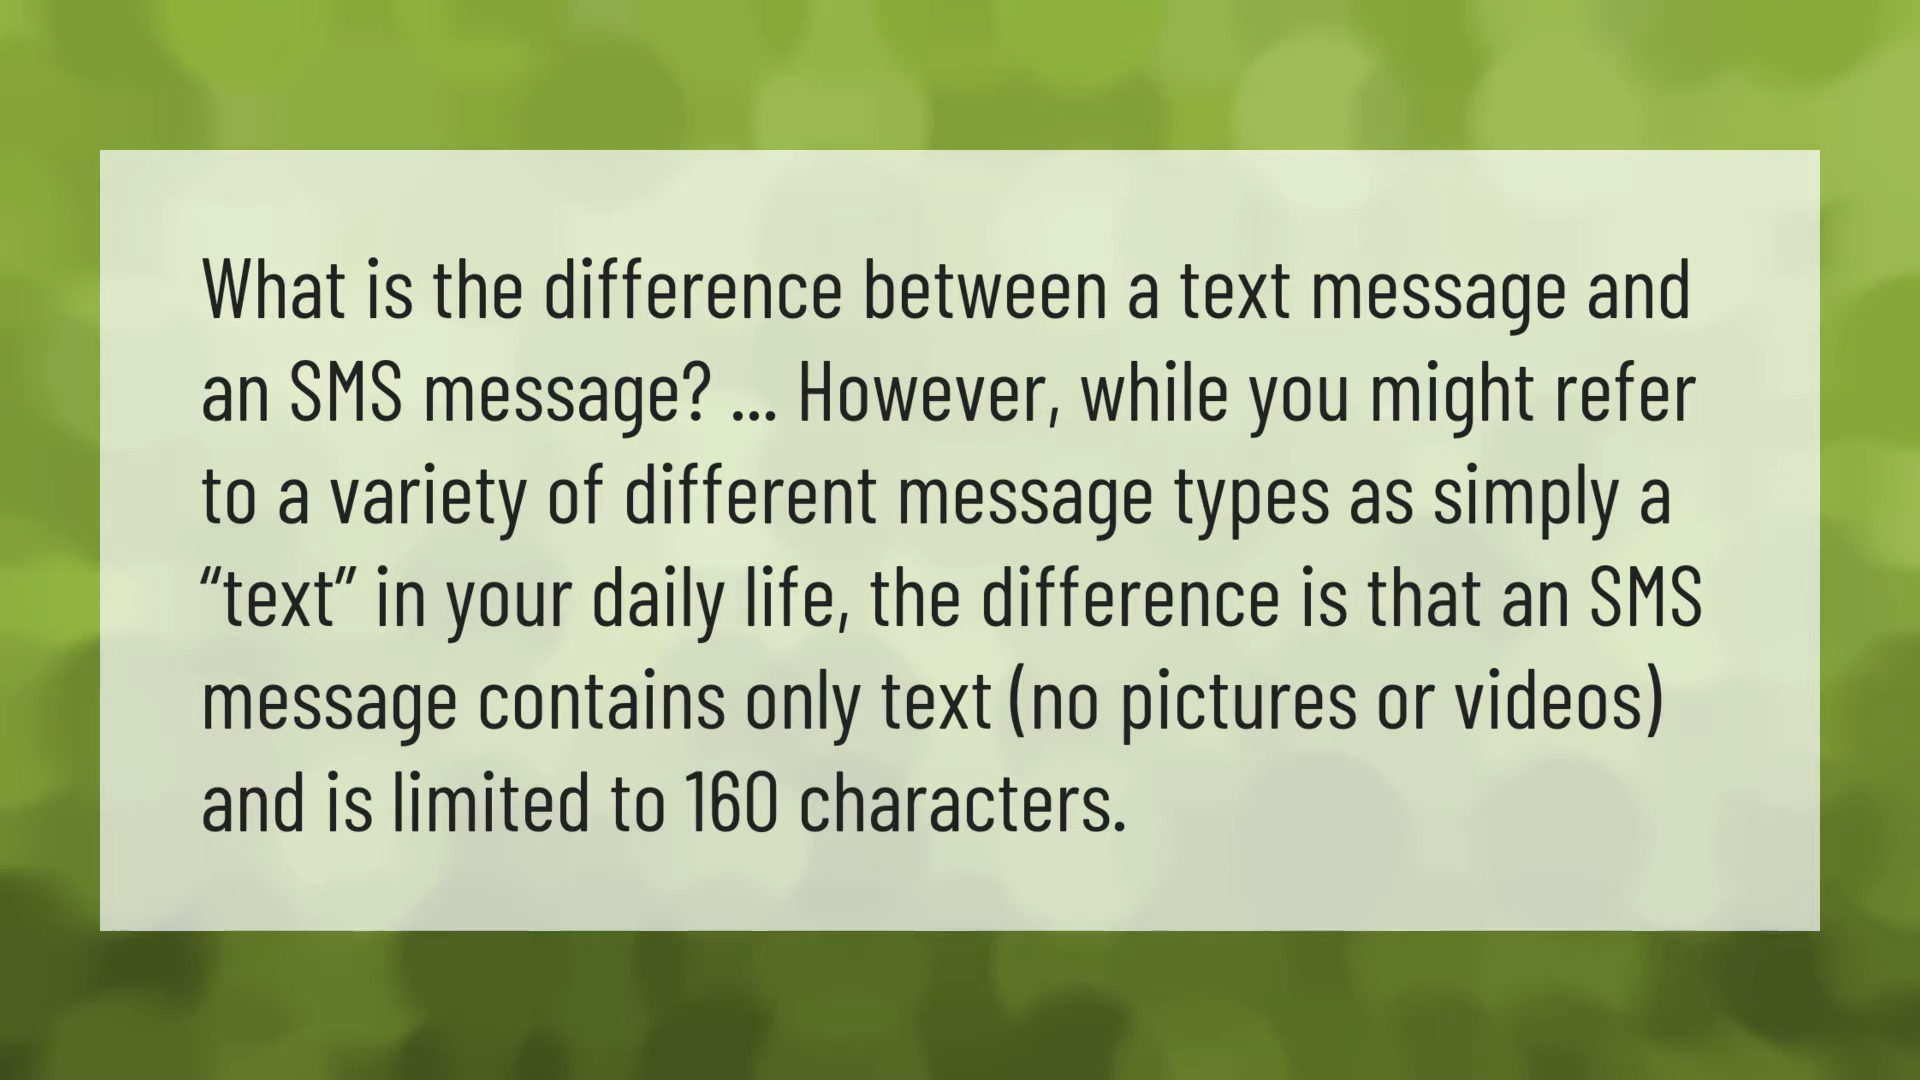 What is the difference between a text message and
an SMS message? ... However, while you might refer
to a variety of different message types as simply a
“text” in your daily life, the difference is that an SMS
message contains only text (no pictures or videos)
and is limited to 160 characters.